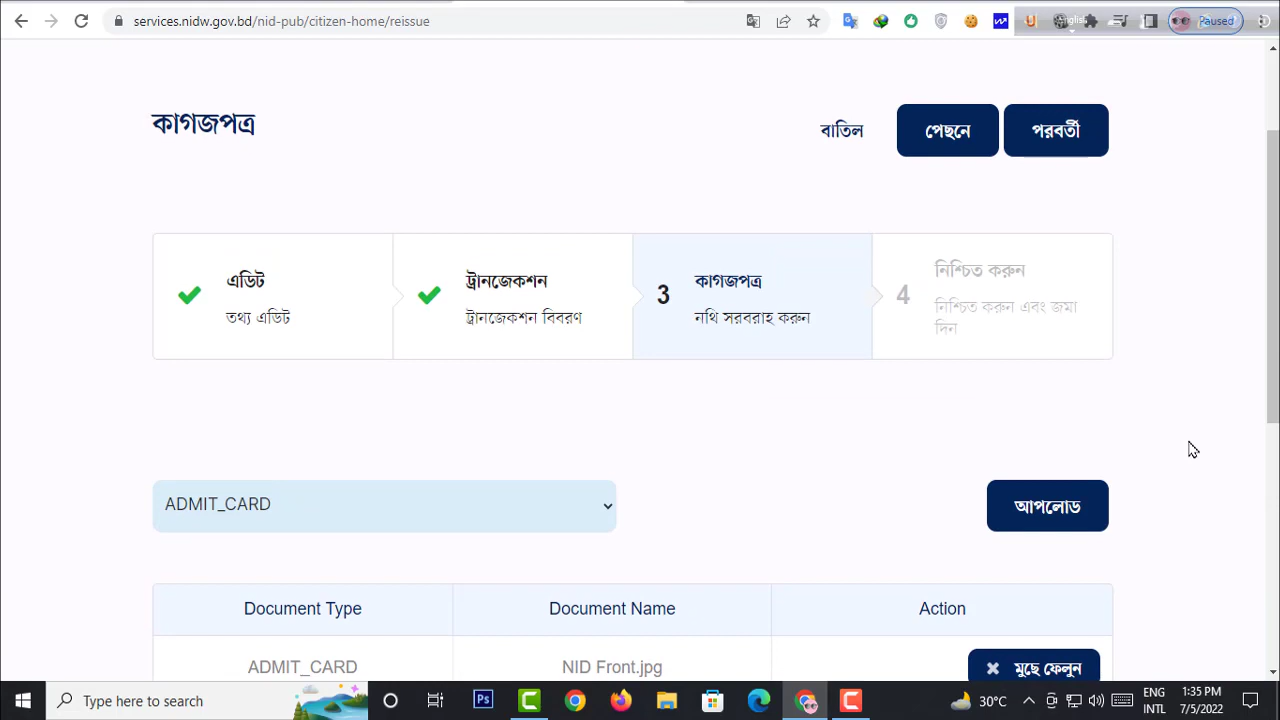 services.nidw.gov.bd/nid-pub/citizen-home/reissue
English
Paused
কাগজপত্র
বাতিল
পেছনে
পরবর্তী
এডিট
তথ্য এডিট
ট্রানজেকশন
ট্রানজেকশন বিবরণ
3
কাগজপত্র
নথি সরবরাহ করুন
4
নিশ্চিত করুন
নিশ্চিত করুন এবং জমা
দিন
ADMIT_CARD
আপলোড
Document Type
Document Name
Action
ADMIT_CARD
NID Front.jpg
মুছে ফেলুন
Type here to search
Ps
30°C
ENG
INTL
1:35 PM
7/5/2022